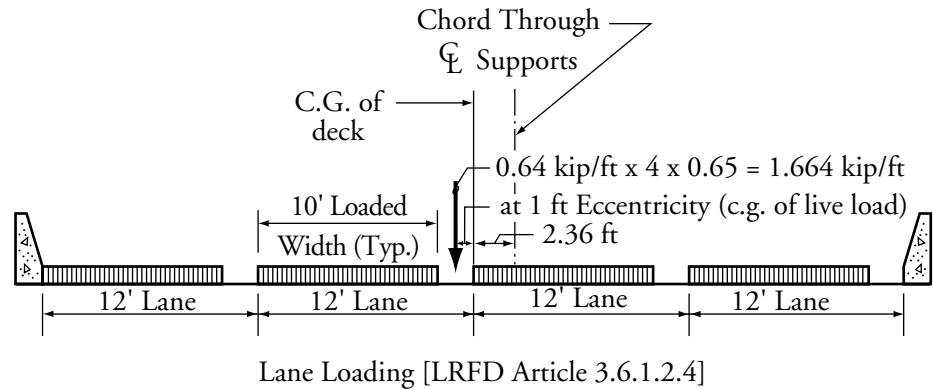 Chord Through
℄ Supports
C.G. of
deck
0.64 kip/ft x 4 x 0.65 = 1.664 kip/ft
10' Loaded
at 1 ft Eccentricity (c.g. of live load)
Width (Typ.)
2.36 ft
12' Lane
12' Lane
12' Lane
12' Lane
Lane Loading [LRFD Article 3.6.1.2.4]